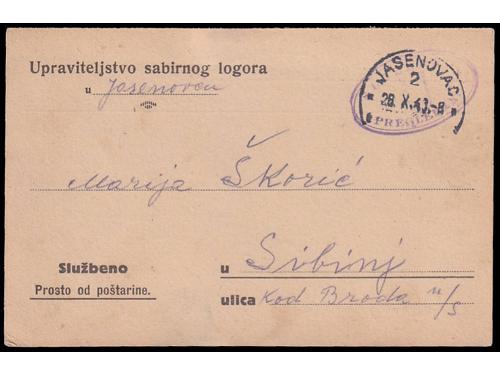 Upraviteljstvo sabirnog logora
u Jasenovcu
JASENOVAC
2
28. X. 43.-8
PREGLED
Marija Škorić
Službeno
Prosto od poštarine.
u Sibinj
ulica Kod Broda n/s